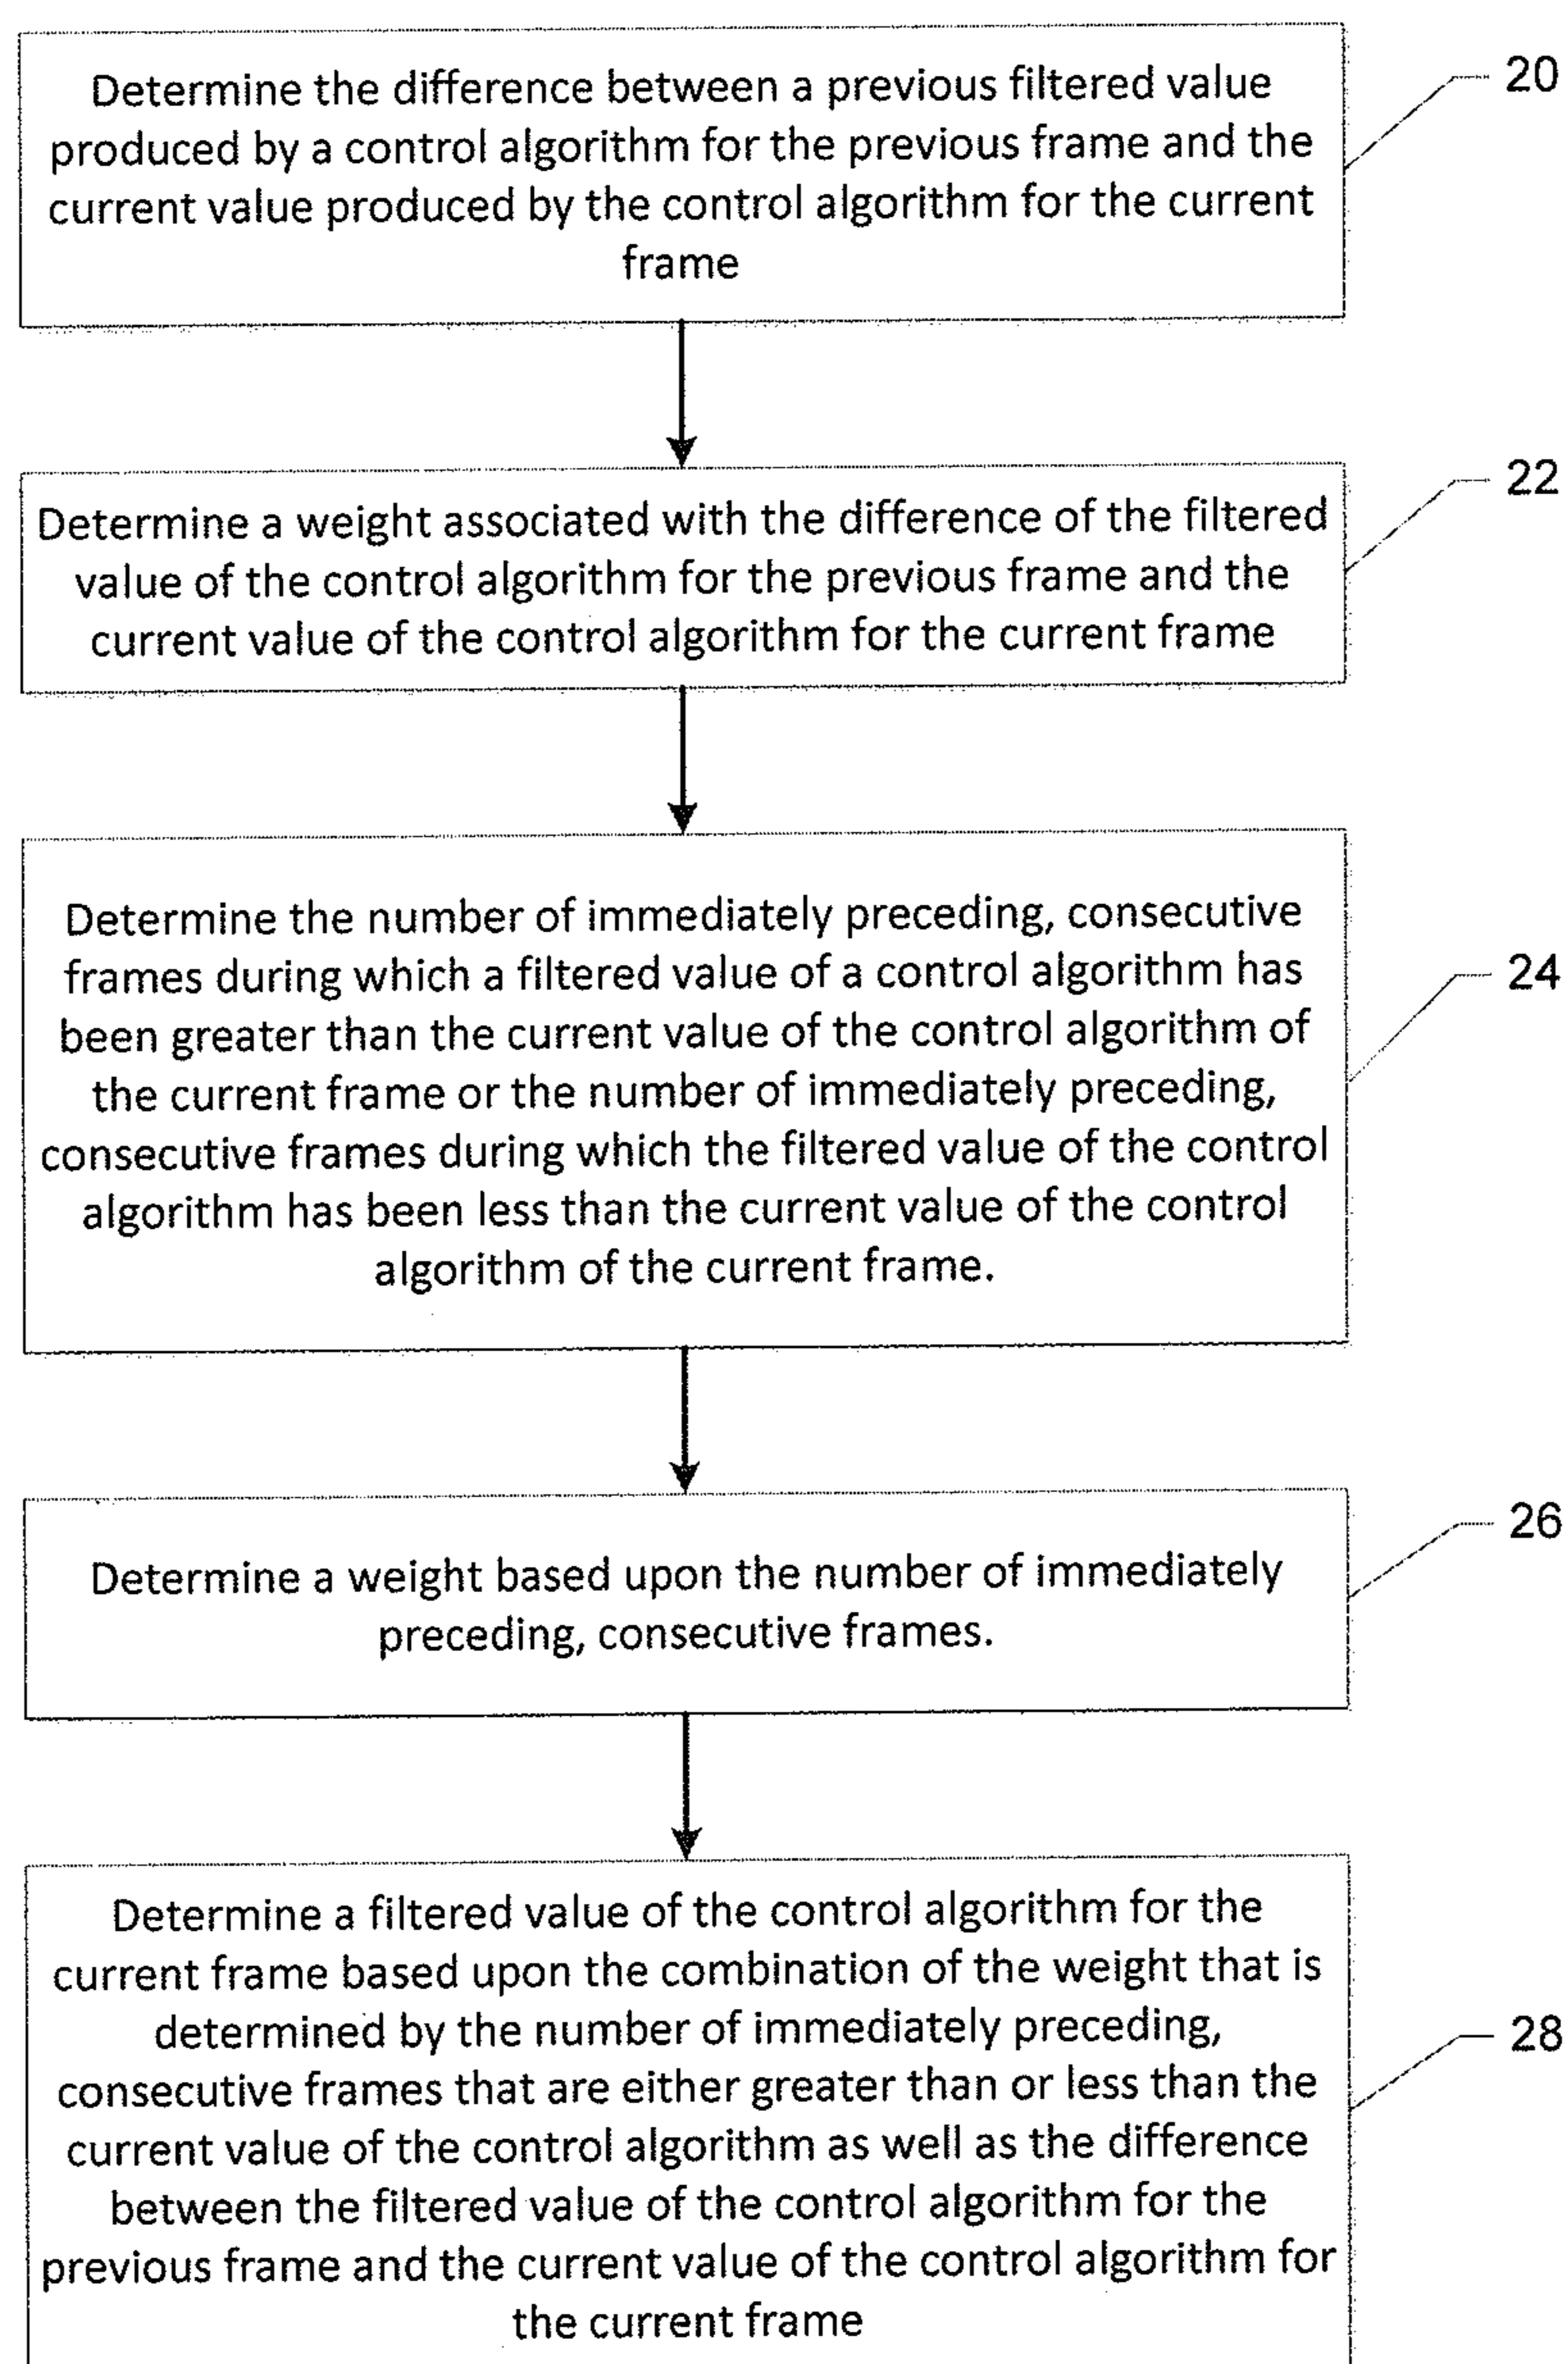 Determine the difference between a previous filtered value
produced by a control algorithm for the previous frame and the
current value produced by the control algorithm for the current
frame
20
Determine a weight associated with the difference of the filtered
value of the control algorithm for the previous frame and the
current value of the control algorithm for the current frame
22
Determine the number of immediately preceding, consecutive
frames during which a filtered value of a control algorithm has
been greater than the current value of the control algorithm of
the current frame or the number of immediately preceding,
consecutive frames during which the filtered value of the control
algorithm has been less than the current value of the control
algorithm of the current frame.
24
Determine a weight based upon the number of immediately
preceding, consecutive frames.
26
Determine a filtered value of the control algorithm for the
current frame based upon the combination of the weight that is
determined by the number of immediately preceding,
consecutive frames that are either greater than or less than the
current value of the control algorithm as well as the difference
between the filtered value of the control algorithm for the
previous frame and the current value of the control algorithm for
the current frame
28